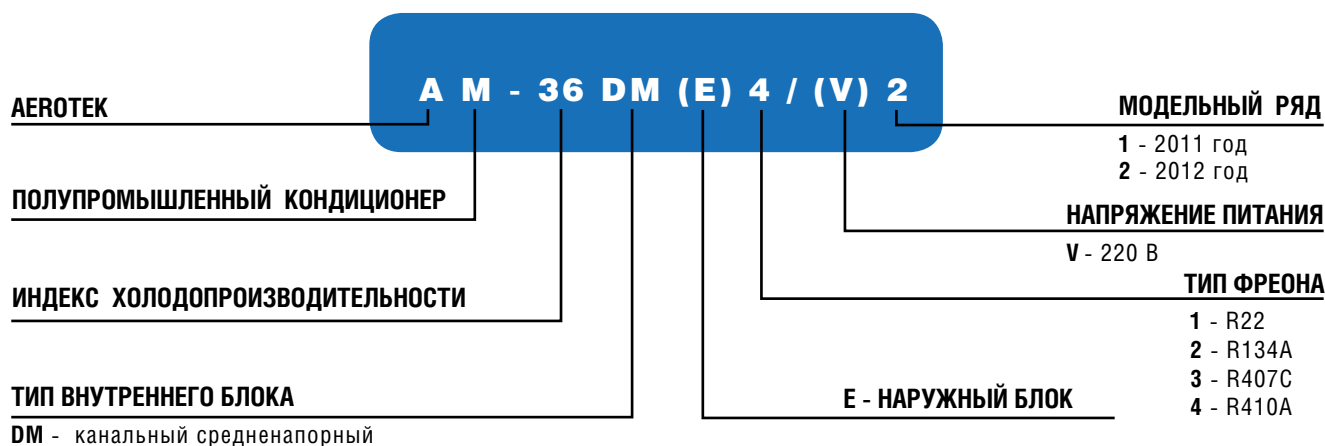 A M - 36 DM (E) 4 / (V) 2
AEROTEK
ПОЛУПРОМЫШЛЕННЫЙ КОНДИЦИОНЕР
ИНДЕКС ХОЛОДОПРОИЗВОДИТЕЛЬНОСТИ
ТИП ВНУТРЕННЕГО БЛОКА
DM - канальный средненапорный
Е - НАРУЖНЫЙ БЛОК
МОДЕЛЬНЫЙ РЯД
1 - 2011 год
2 - 2012 год
НАПРЯЖЕНИЕ ПИТАНИЯ
V - 220 В
ТИП ФРЕОНА
1 - R22
2 - R134A
3 - R407C
4 - R410A